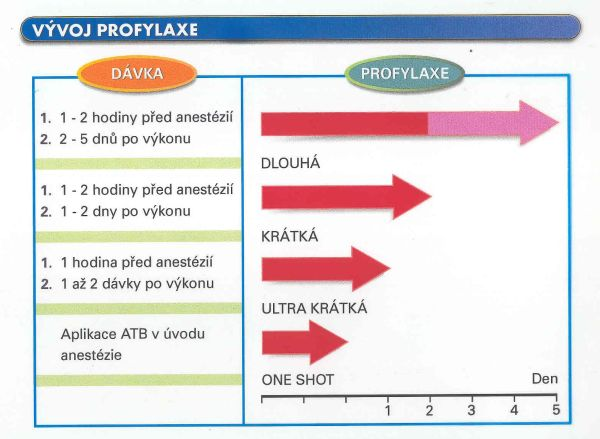 VÝVOJ PROFYLAXE
DÁVKA
PROFYLAXE
1. 1 - 2 hodiny před anestézií
2. 2 - 5 dnů po výkonu
DLOUHÁ
1. 1 - 2 hodiny před anestézií
2. 1 - 2 dny po výkonu
KRÁTKÁ
1. 1 hodina před anestézií
2. 1 až 2 dávky po výkonu
ULTRA KRÁTKÁ
Aplikace ATB v úvodu
anestézie
ONE SHOT
Den
1 2 3 4 5